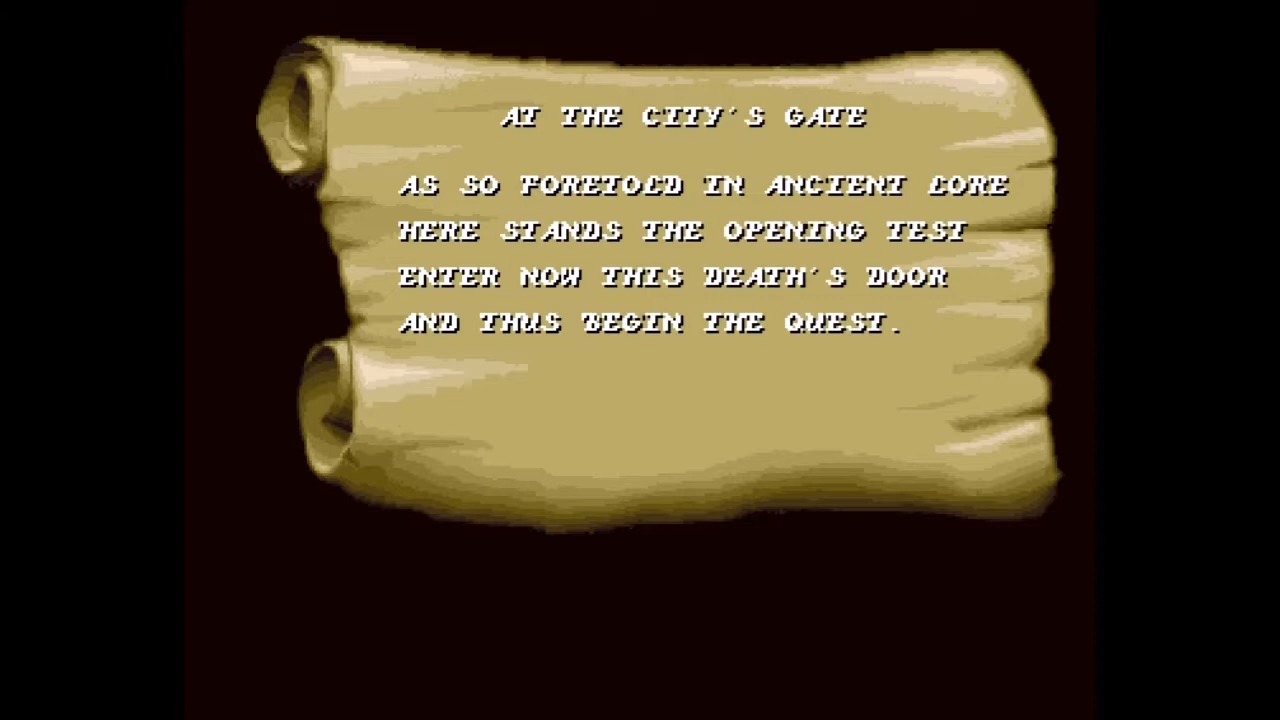 AT THE CITY'S GATE
AS SO FORETOLD IN ANCIENT LORE
HERE STANDS THE OPENING TEST
ENTER NOW THIS DEATH'S DOOR
AND THUS BEGIN THE QUEST.